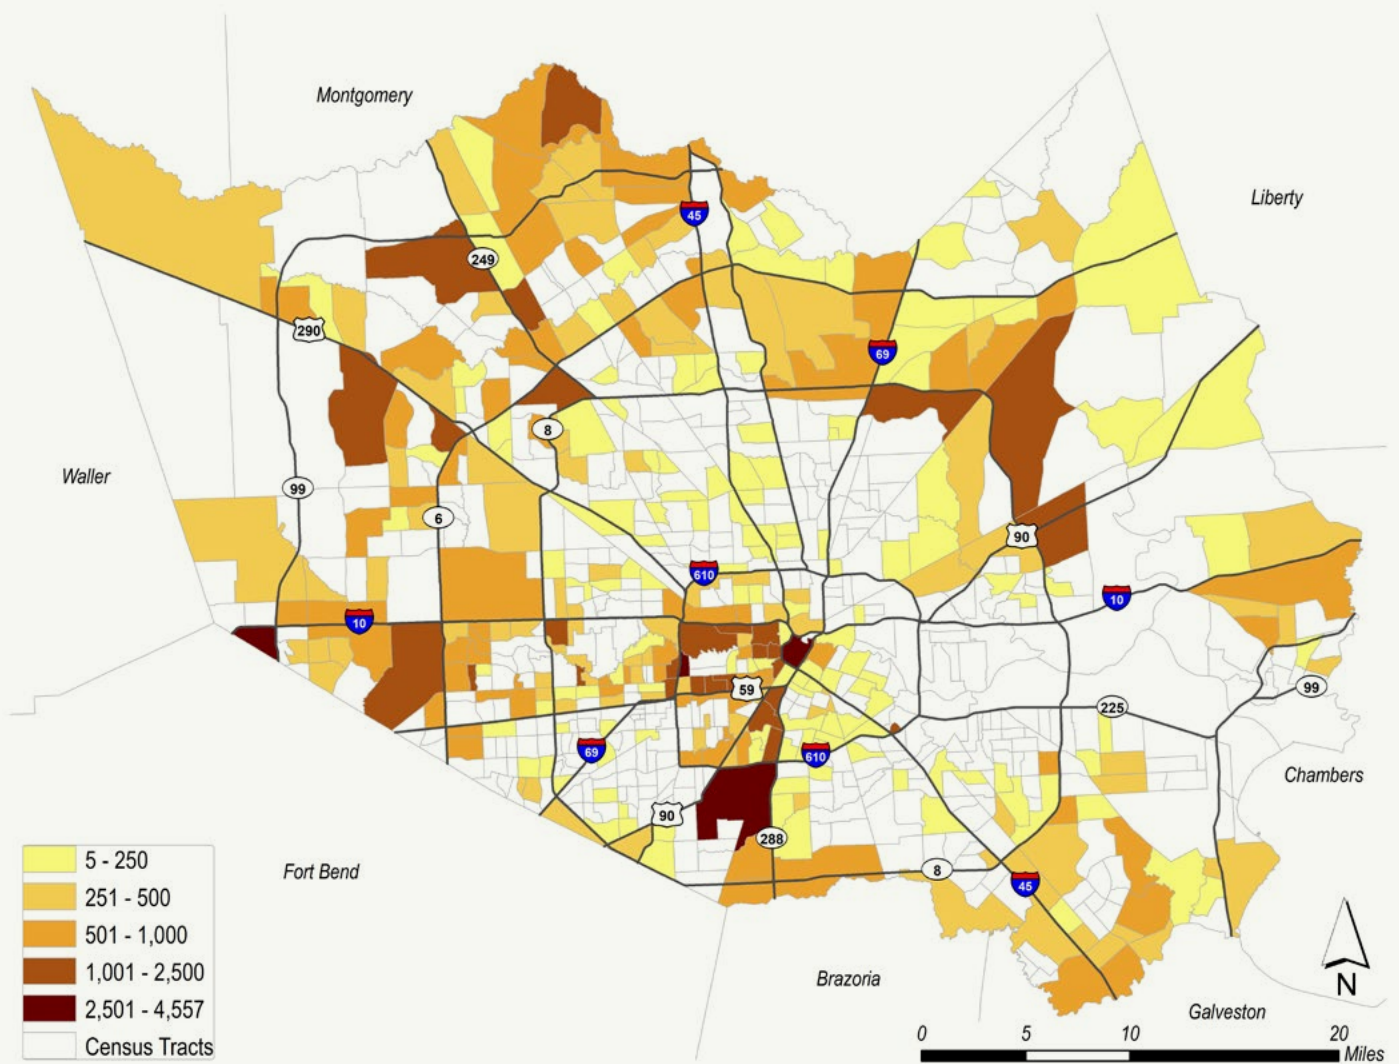 Montgomery
Liberty
45
249
290
69
Waller
8
99
6
90
610
10
10
59
99
225
69
610
Chambers
90
288
Fort Bend
8
45
5 - 250
251 - 500
501 - 1,000
1,001 - 2,500
2,501 - 4,557
Census Tracts
Brazoria
N
Galveston
0 5 10 20
Miles